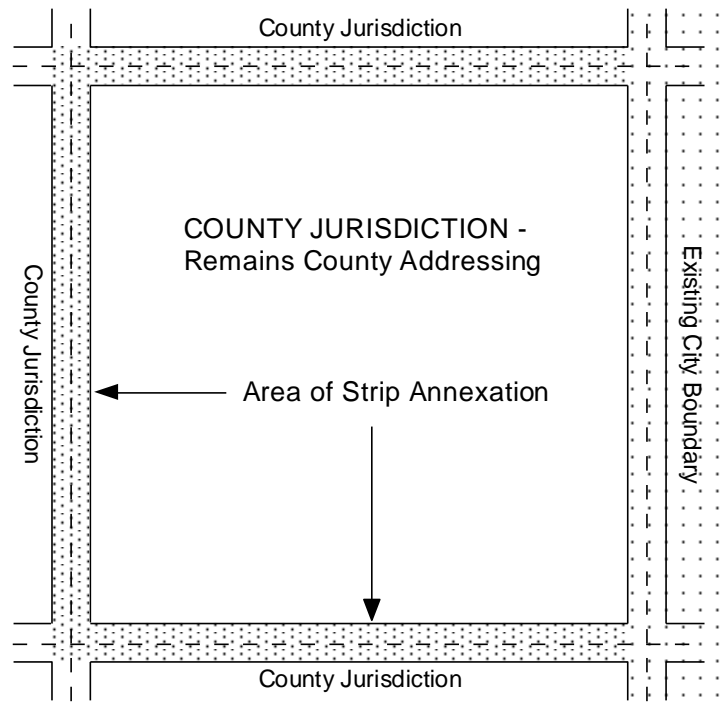 County Jurisdiction
COUNTY JURISDICTION -
Remains County Addressing
County Jurisdiction
Existing City Boundary
Area of Strip Annexation
County Jurisdiction